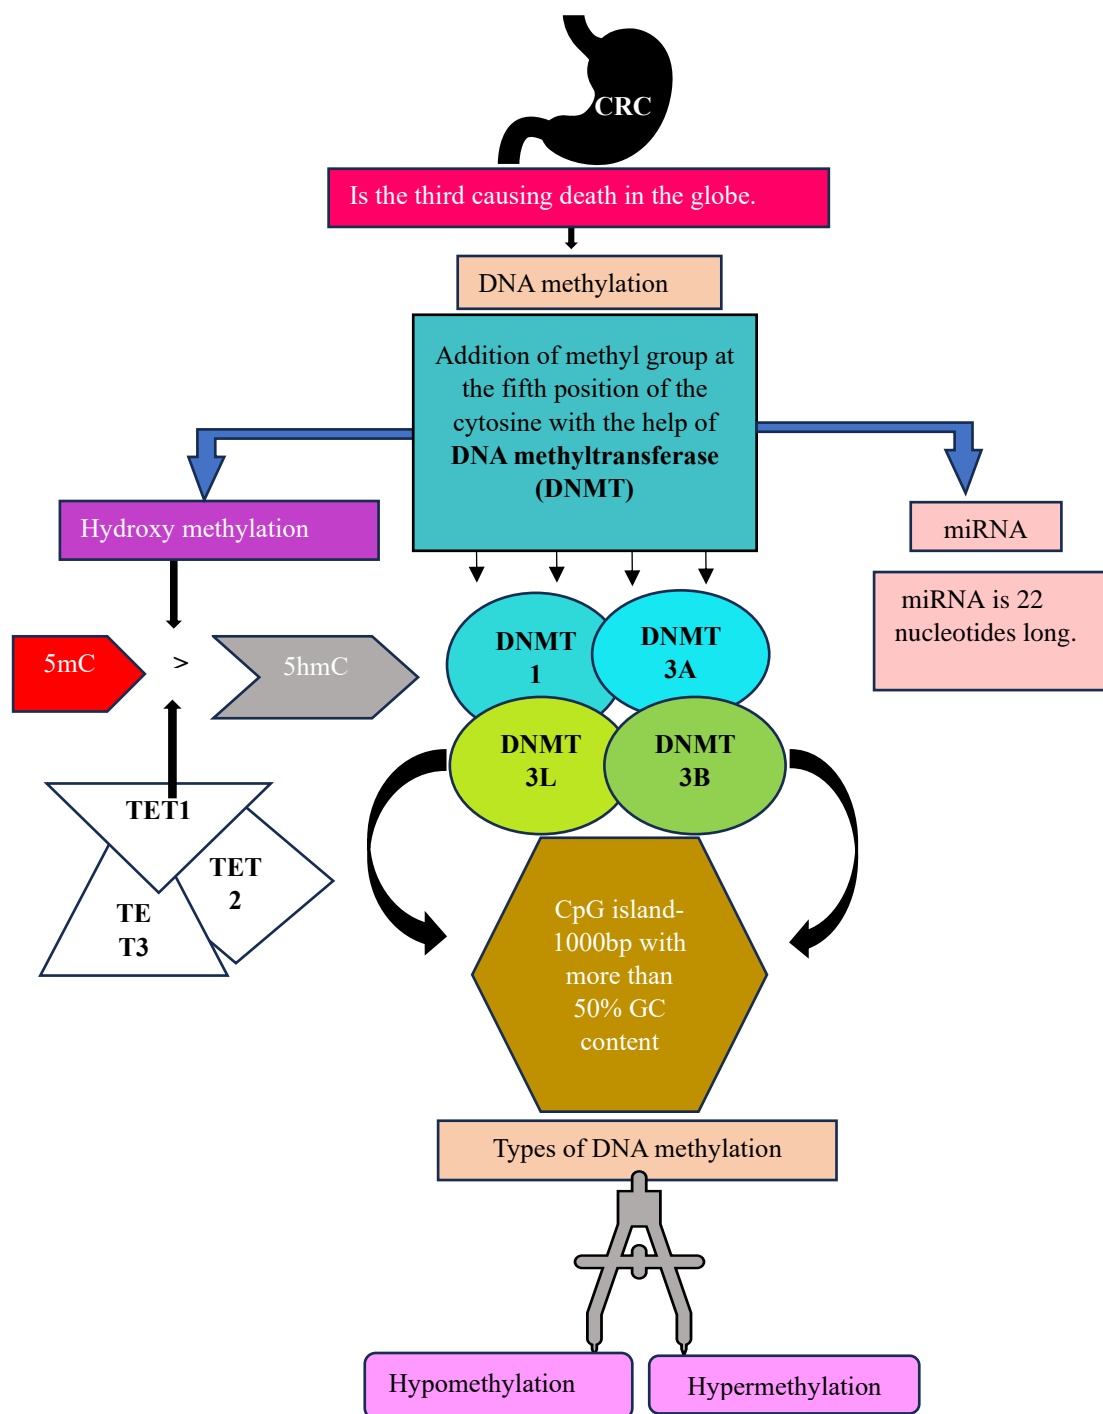 CRC
Is the third causing death in the globe.
DNA methylation
Addition of methyl group at
the fifth position of the
cytosine with the help of
DNA methyltransferase
(DNMT)
Hydroxy methylation
miRNA
miRNA is 22
nucleotides long.
5mC
>
5hmC
DNMT
1
DNMT
3A
DNMT
3L
DNMT
3B
TET1
TET
2
TE
T3
CpG island-
1000bp with
more than
50% GC
content
Types of DNA methylation
Hypomethylation
Hypermethylation